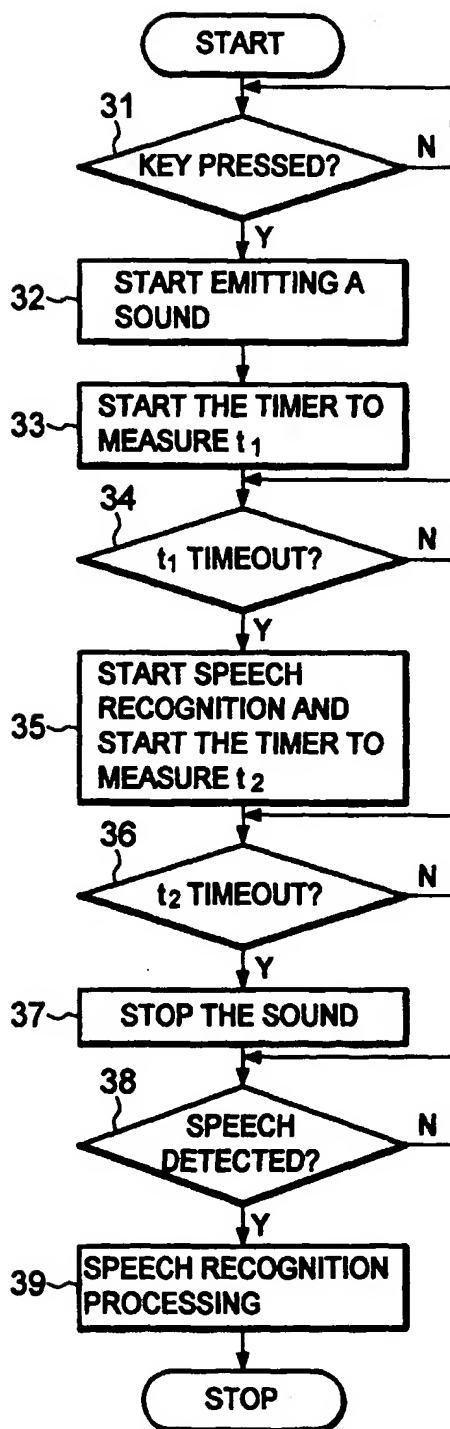 START
31
KEY PRESSED?
N
Y
32
START EMITTING A
SOUND
33
START THE TIMER TO
MEASURE t1
34
t1 TIMEOUT?
N
Y
35
START SPEECH
RECOGNITION AND
START THE TIMER TO
MEASURE t2
36
t2 TIMEOUT?
N
Y
37
STOP THE SOUND
38
SPEECH
DETECTED?
N
Y
39
SPEECH RECOGNITION
PROCESSING
STOP